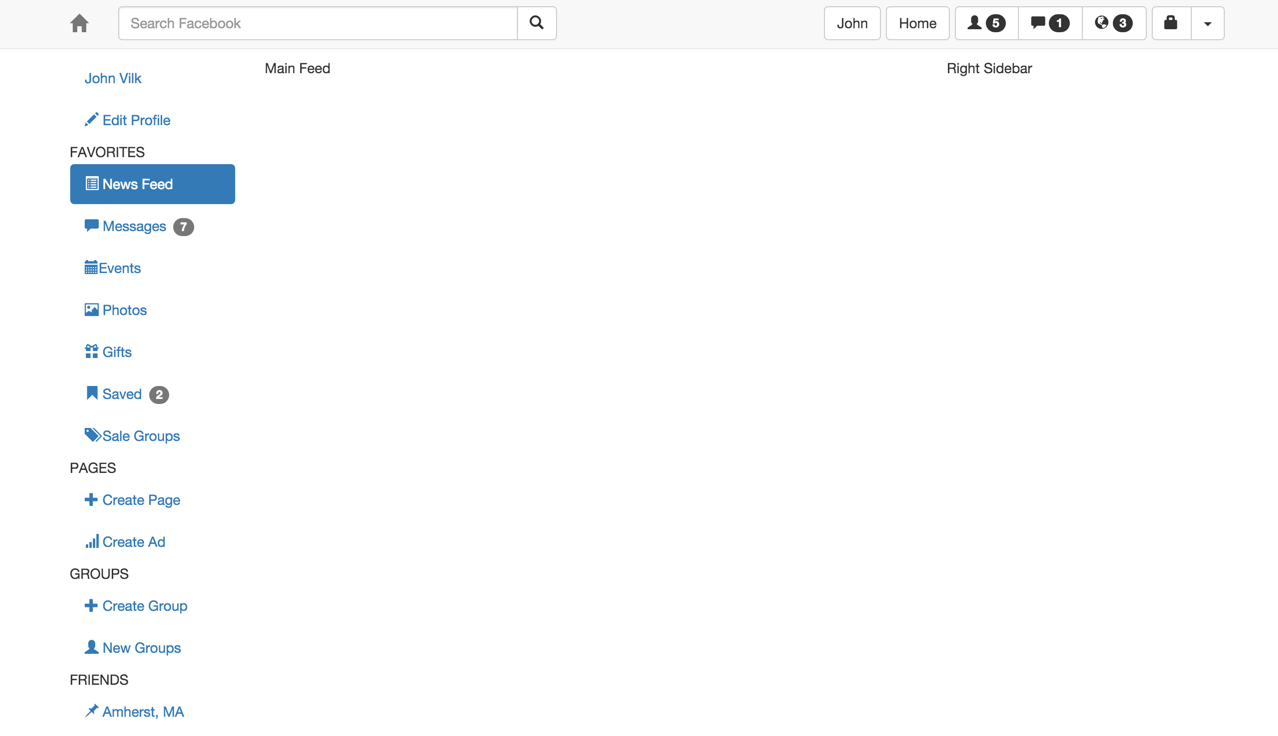 Search Facebook
John
Home
5
1
3
John Vilk
Edit Profile
FAVORITES
News Feed
Messages 7
Events
Photos
Gifts
Saved 2
Sale Groups
PAGES
Create Page
Create Ad
GROUPS
Create Group
New Groups
FRIENDS
Amherst, MA
Main Feed
Right Sidebar